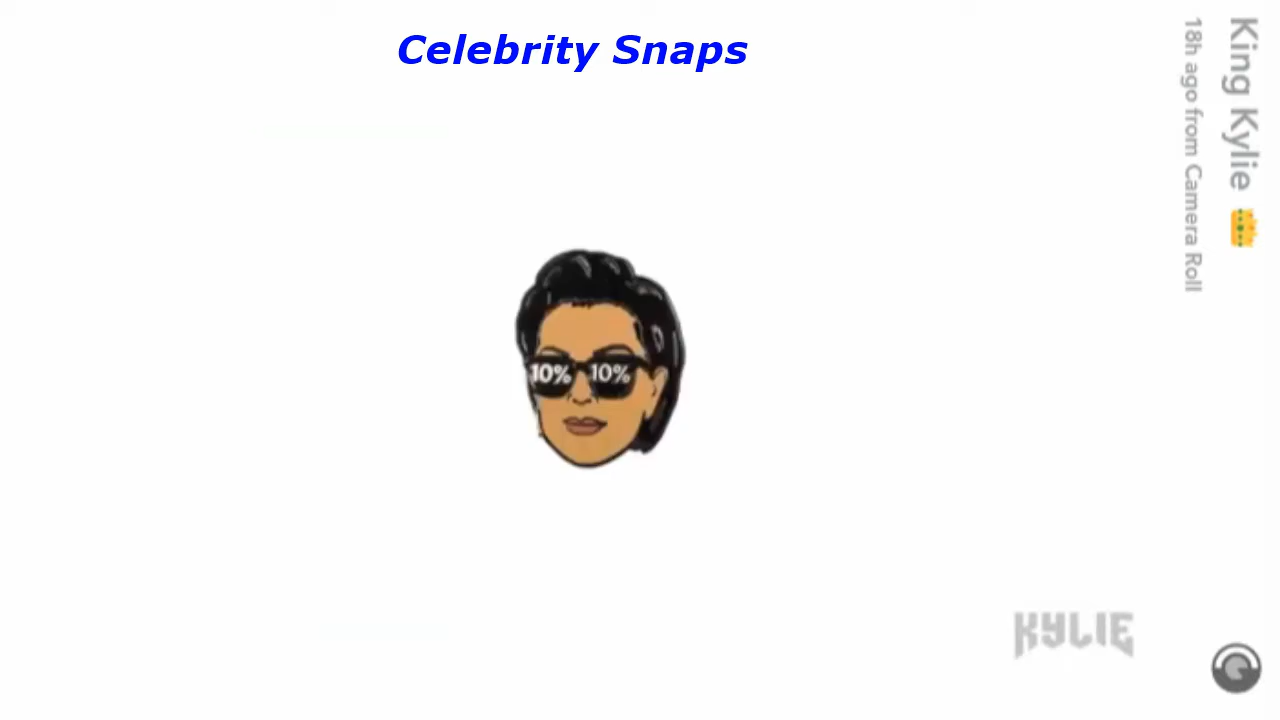 Celebrity Snaps
King Kylie 👑
18h ago from Camera Roll
10% 10%
KYLIE